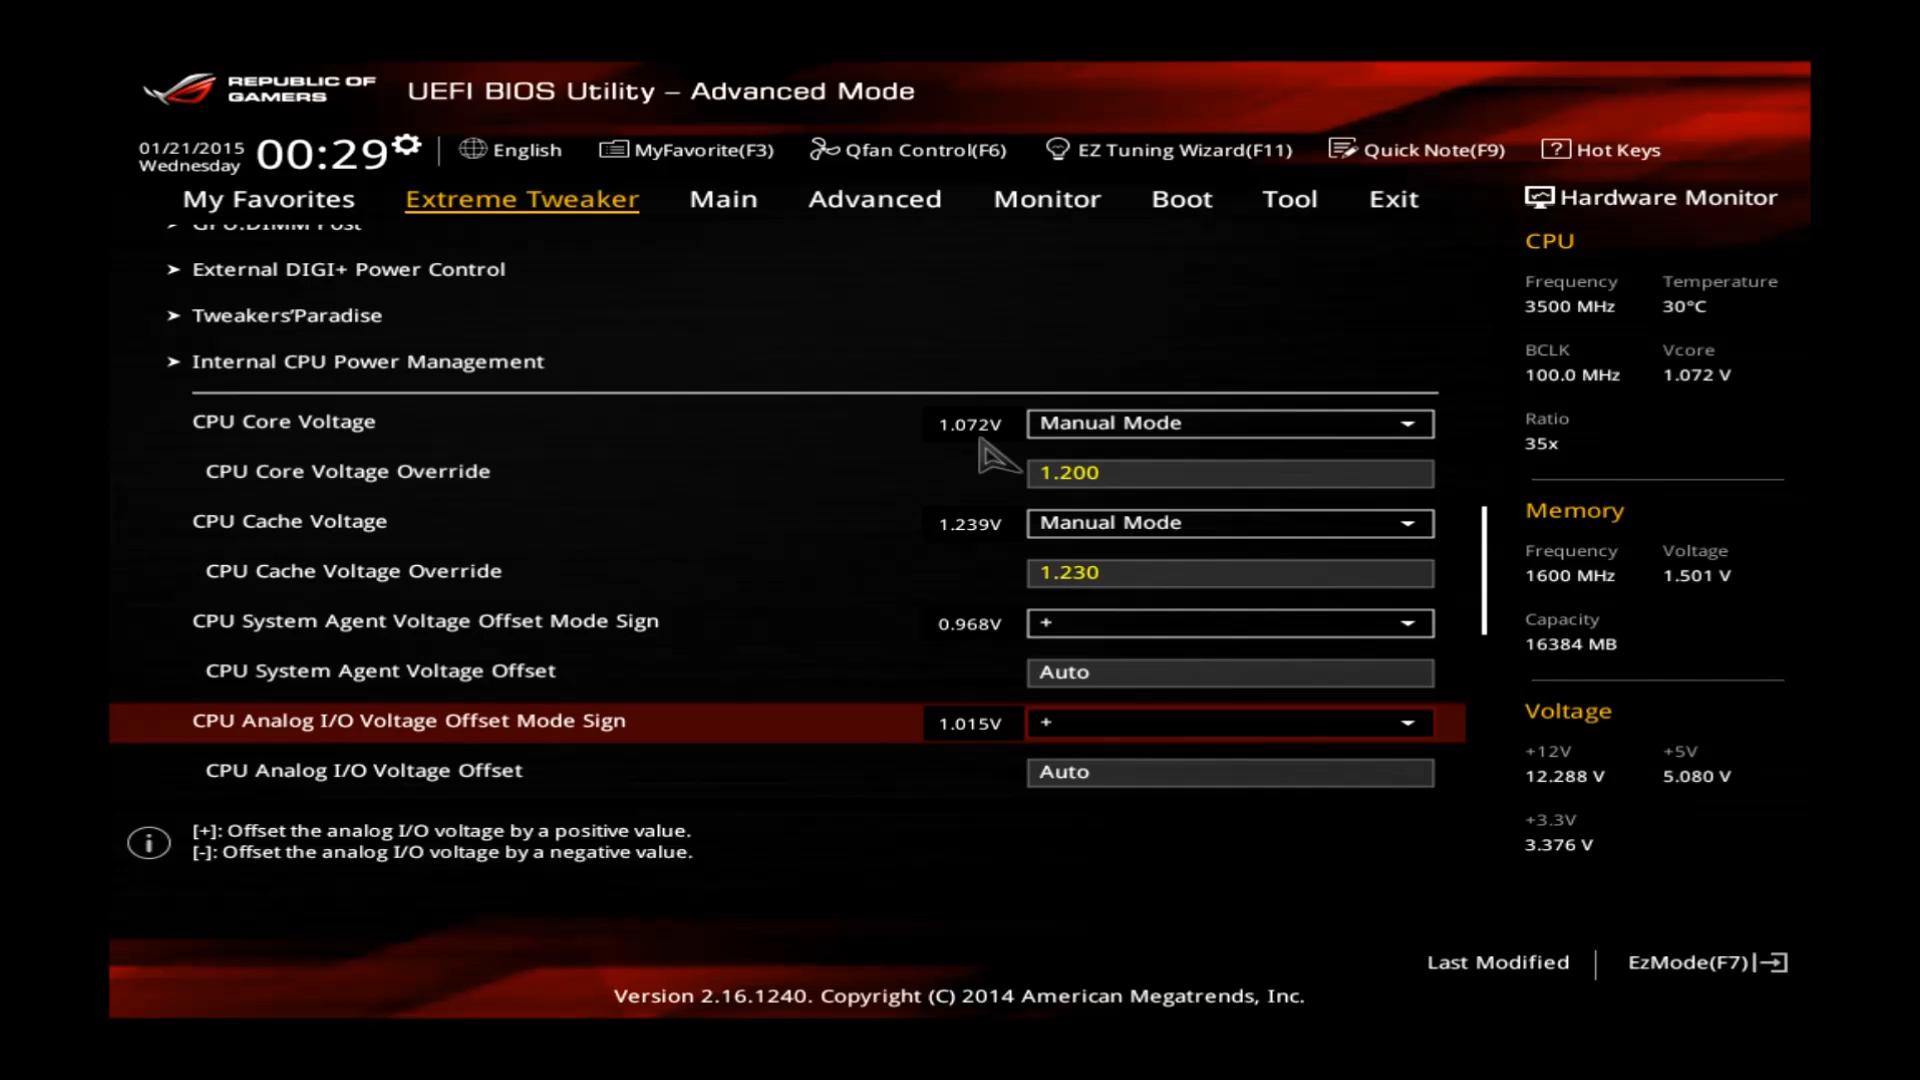 REPUBLIC OF
GAMERS
UEFI BIOS Utility – Advanced Mode
01/21/2015
Wednesday
00:29
English
MyFavorite(F3)
Qfan Control(F6)
EZ Tuning Wizard(F11)
Quick Note(F9)
? Hot Keys
My Favorites
Extreme Tweaker
Main
Advanced
Monitor
Boot
Tool
Exit
Hardware Monitor
GPU.DIMM Post
External DIGI+ Power Control
Tweakers'Paradise
Internal CPU Power Management
CPU Core Voltage 1.072V Manual Mode
CPU Core Voltage Override 1.200
CPU Cache Voltage 1.239V Manual Mode
CPU Cache Voltage Override 1.230
CPU System Agent Voltage Offset Mode Sign 0.968V +
CPU System Agent Voltage Offset Auto
CPU Analog I/O Voltage Offset Mode Sign 1.015V +
CPU Analog I/O Voltage Offset Auto
[+]: Offset the analog I/O voltage by a positive value.
[-]: Offset the analog I/O voltage by a negative value.
CPU
Frequency Temperature
3500 MHz 30°C
BCLK Vcore
100.0 MHz 1.072 V
Ratio
35x
Memory
Frequency Voltage
1600 MHz 1.501 V
Capacity
16384 MB
Voltage
+12V +5V
12.288 V 5.080 V
+3.3V
3.376 V
Last Modified
EzMode(F7)
Version 2.16.1240. Copyright (C) 2014 American Megatrends, Inc.